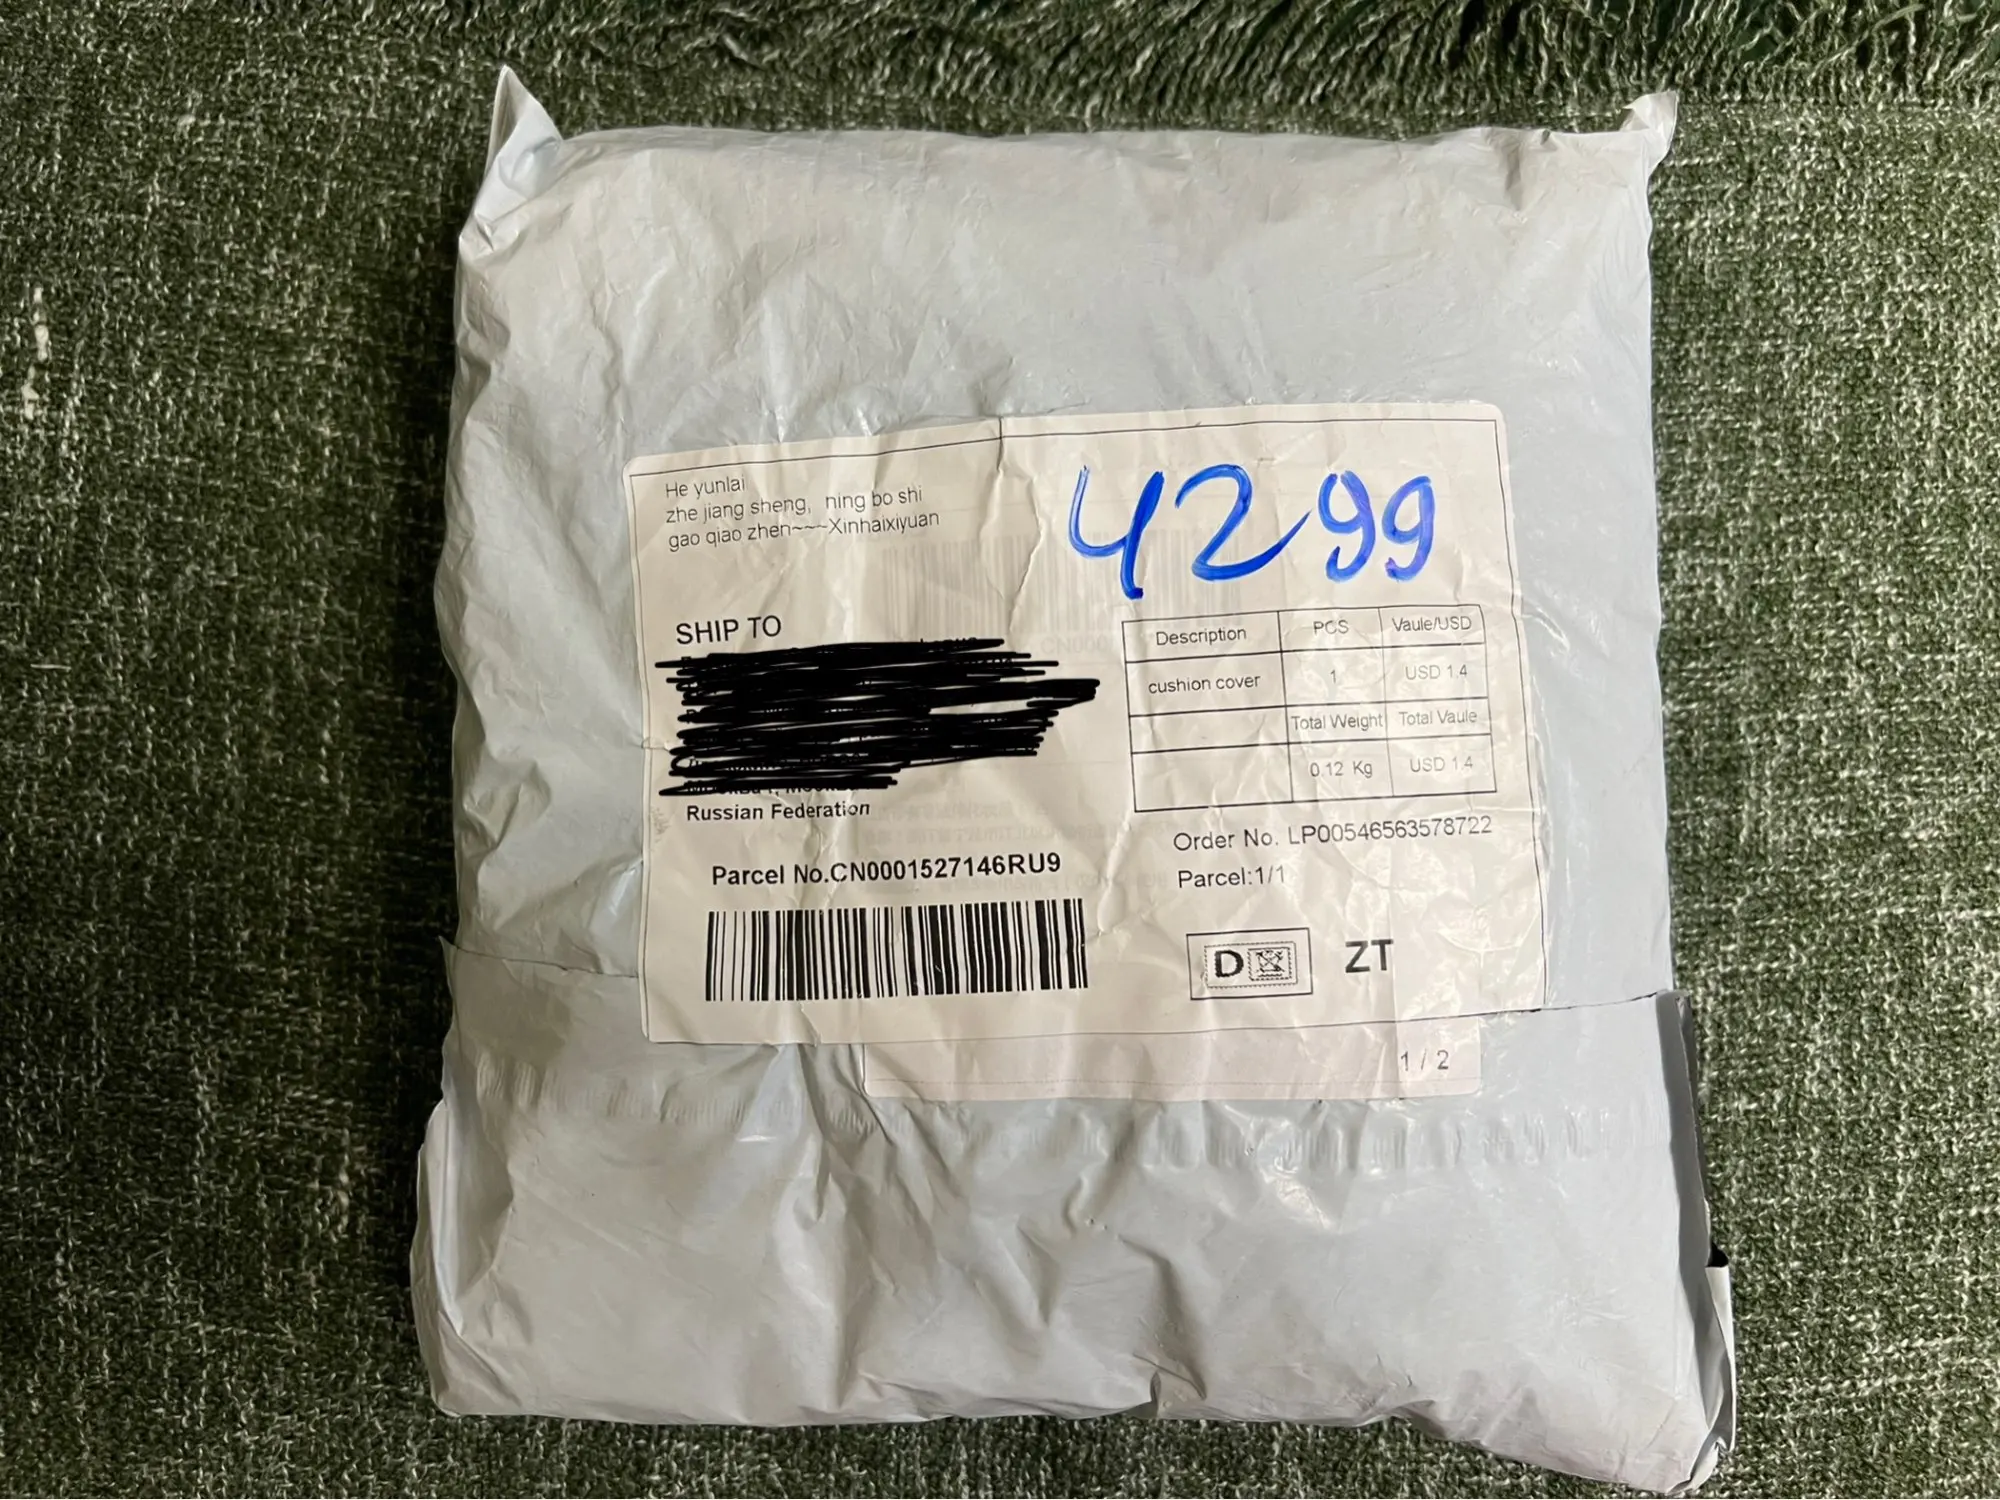 He yunlai
zhe jiang sheng, ning bo shi
gao qiao zhen~~~Xinhaixiyuan
4299
SHIP TO
Russian Federation
Parcel No.CN0001527146RU9
Description PCS Vaule/USD
cushion cover 1 USD 1.4
Total Weight Total Vaule
0.12 Kg USD 1.4
Order No. LP00546563578722
Parcel:1/1
D ZT
1 / 2